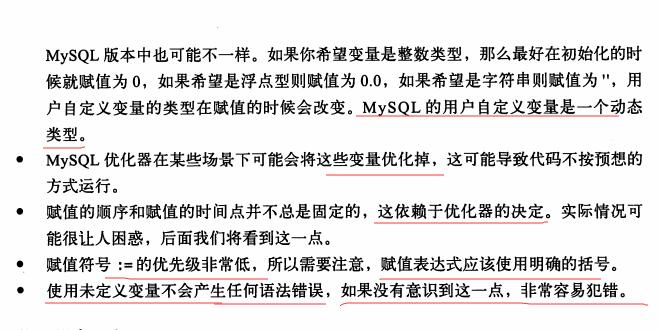 MySQL 版本中也可能不一样。如果你希望变量是整数类型，那么最好在初始化的时
候就赋值为 0，如果希望是浮点型则赋值为 0.0，如果希望是字符串则赋值为 ''，用
户自定义变量的类型在赋值的时候会改变。MySQL 的用户自定义变量是一个动态
类型。
• MySQL 优化器在某些场景下可能会将这些变量优化掉，这可能导致代码不按预想的
方式运行。
• 赋值的顺序和赋值的时间点并不总是固定的，这依赖于优化器的决定。实际情况可
能很让人困惑，后面我们将看到这一点。
• 赋值符号 := 的优先级非常低，所以需要注意，赋值表达式应该使用明确的括号。
• 使用未定义变量不会产生任何语法错误，如果没有意识到这一点，非常容易犯错。